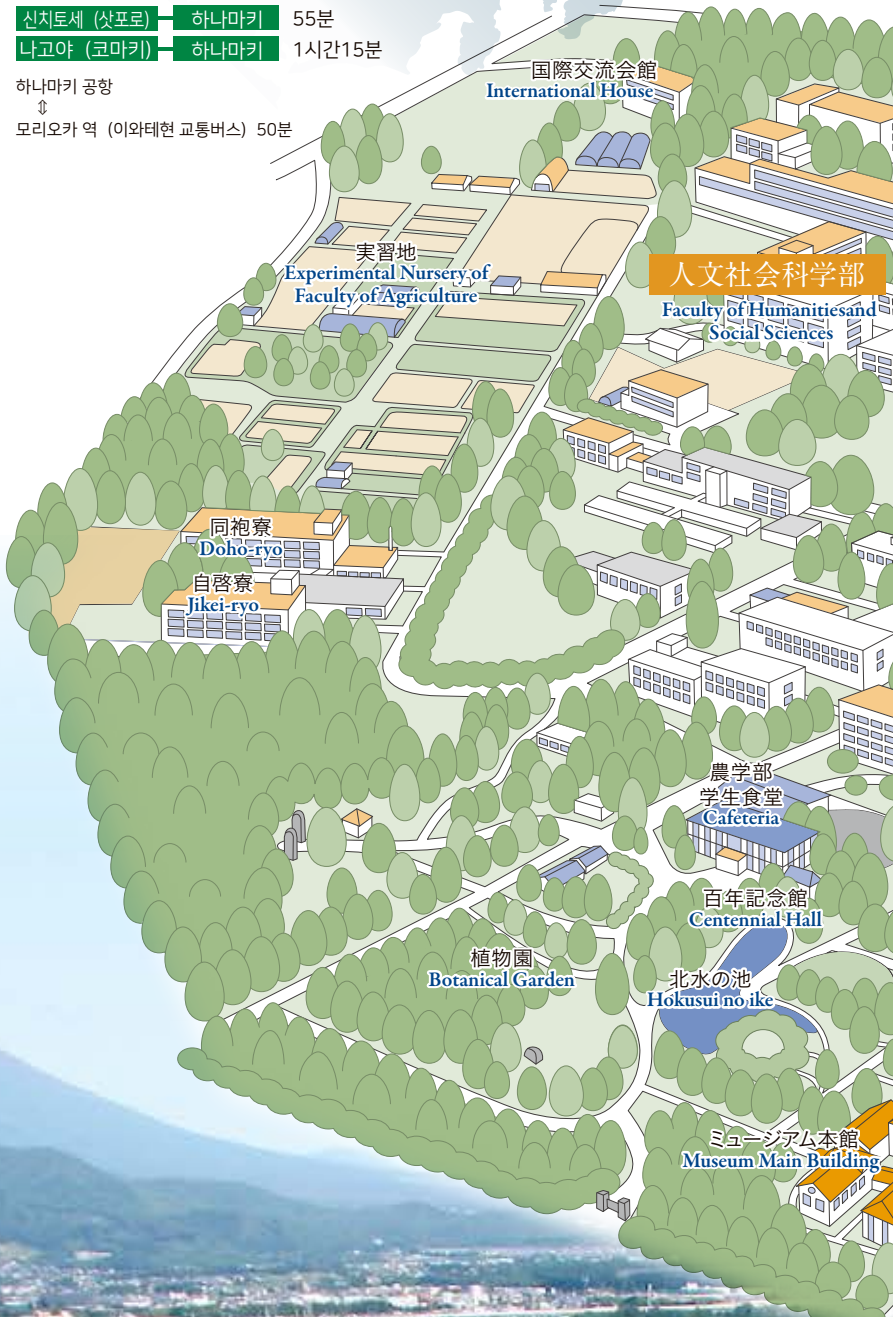 신치토세 (삿포로) 하나마키 55분
나고야 (코마키) 하나마키 1시간15분
하나마키 공항
⇕
모리오카 역 (이와테현 교통버스) 50분
国際交流会館
International House
実習地
Experimental Nursery of
Faculty of Agriculture
人文社会科学部
Faculty of Humanitiesand
Social Sciences
同袍寮
Doho-ryo
自啓寮
Jikei-ryo
農学部
学生食堂
Cafeteria
百年記念館
Centennial Hall
植物園
Botanical Garden
北水の池
Hokusui no ike
ミュージアム本館
Museum Main Building